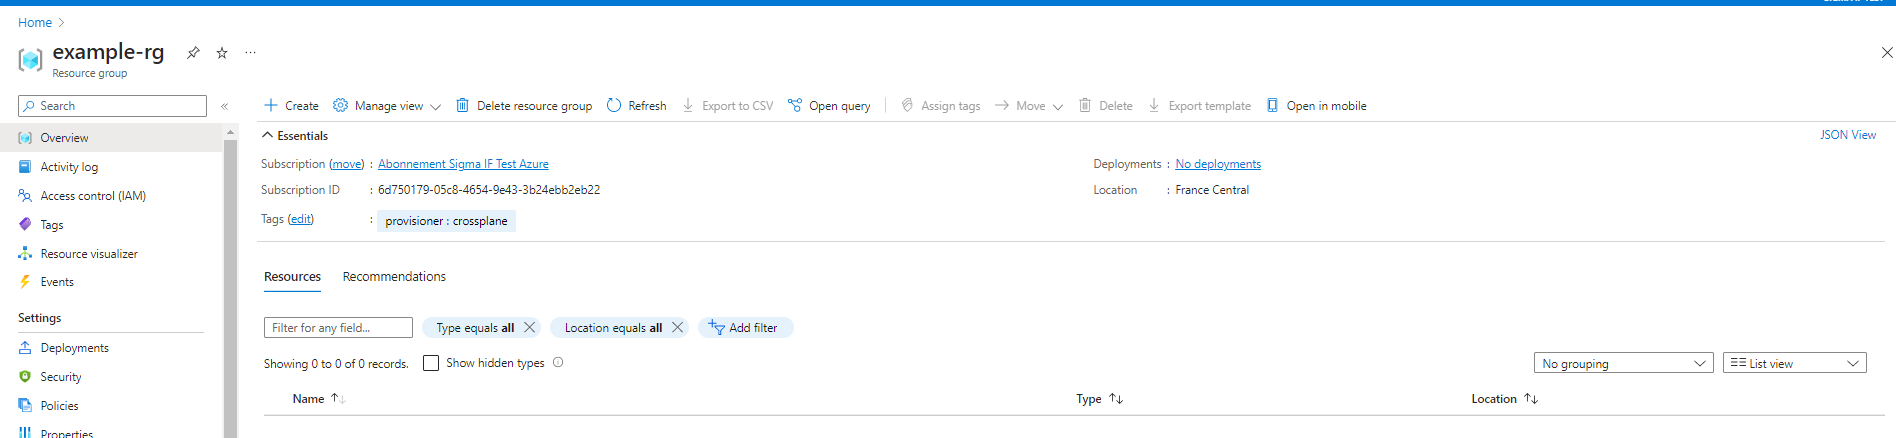 Home
example-rg
Resource group
Search
Create Manage view Delete resource group Refresh Export to CSV Open query Assign tags Move Delete Export template Open in mobile
Overview
Activity log
Access control (IAM)
Tags
Resource visualizer
Events
Settings
Deployments
Security
Policies
Properties
Essentials
JSON View
Subscription (move) : Abonnement Sigma IF Test Azure
Deployments : No deployments
Subscription ID : 6d750179-05c8-4654-9e43-3b24ebb2eb22
Location : France Central
Tags (edit) : provisioner : crossplane
Resources Recommendations
Filter for any field... Type equals all Location equals all Add filter
Showing 0 to 0 of 0 records. Show hidden types
No grouping List view
Name Type Location